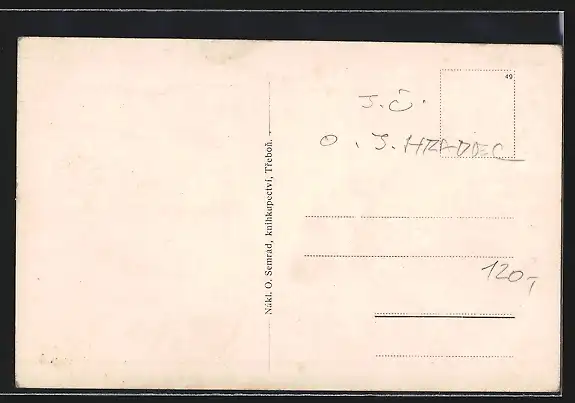 49
J.Č.
O. J. HRADEC
Nákl. O. Semrad, knihkupectví, Třeboň.
120,-